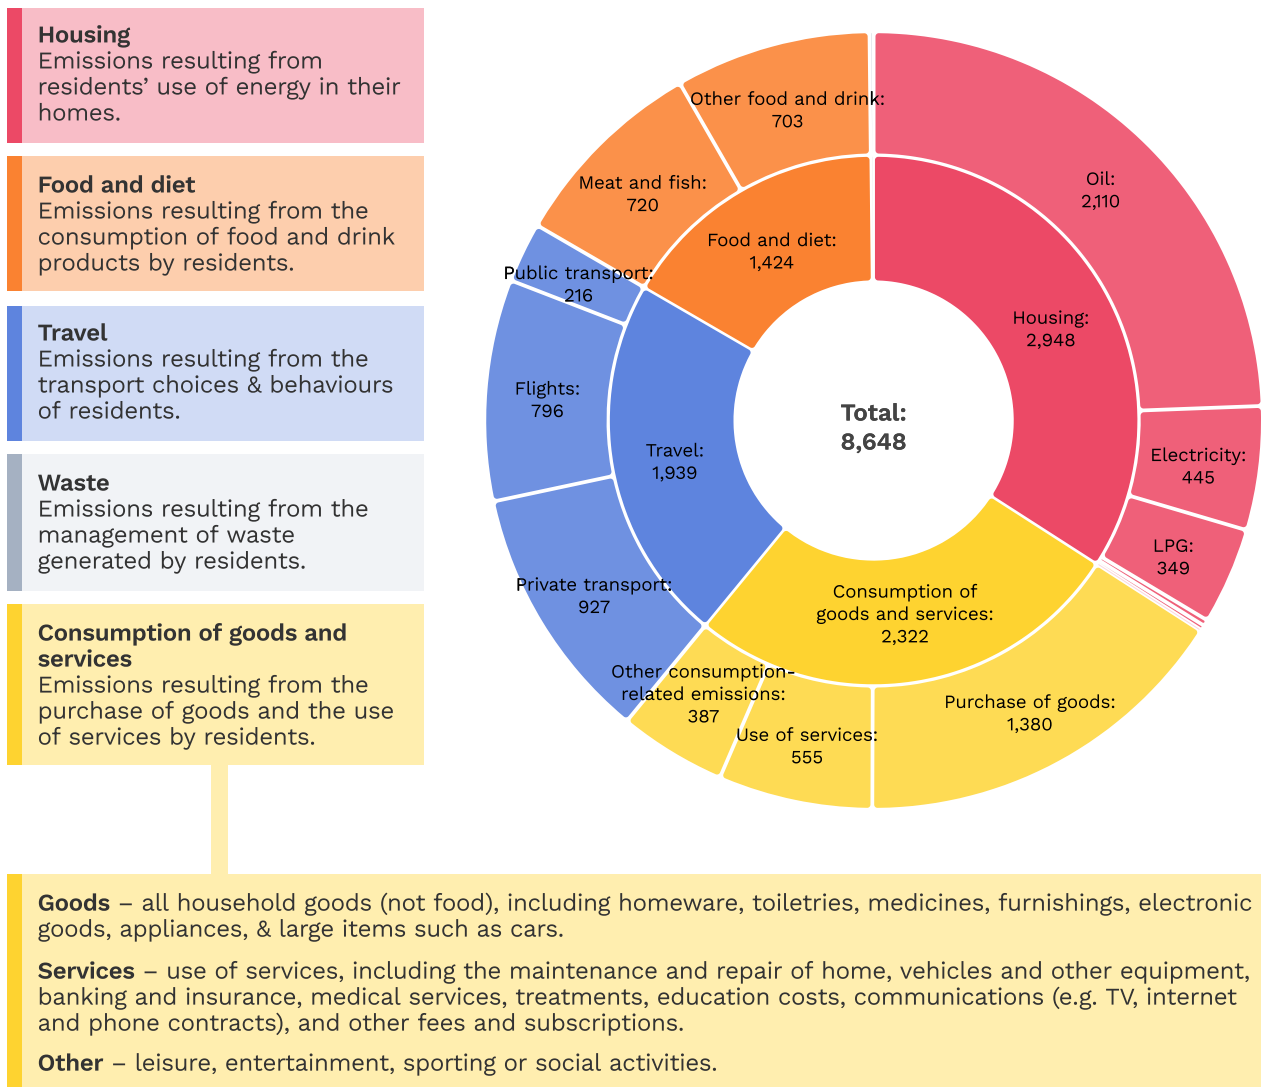 Housing
Emissions resulting from
residents’ use of energy in their
homes.
Food and diet
Emissions resulting from the
consumption of food and drink
products by residents.
Travel
Emissions resulting from the
transport choices & behaviours
of residents.
Waste
Emissions resulting from the
management of waste
generated by residents.
Consumption of goods and
services
Emissions resulting from the
purchase of goods and the use
of services by residents.
Other food and drink:
703
Meat and fish:
720
Food and diet:
1,424
Oil:
2,110
Public transport:
216
Housing:
2,948
Flights:
796
Total:
8,648
Travel:
1,939
Electricity:
445
LPG:
349
Private transport:
927
Consumption of
goods and services:
2,322
Other consumption-
related emissions:
387
Use of services:
555
Purchase of goods:
1,380
Goods – all household goods (not food), including homeware, toiletries, medicines, furnishings, electronic
goods, appliances, & large items such as cars.
Services – use of services, including the maintenance and repair of home, vehicles and other equipment,
banking and insurance, medical services, treatments, education costs, communications (e.g. TV, internet
and phone contracts), and other fees and subscriptions.
Other – leisure, entertainment, sporting or social activities.